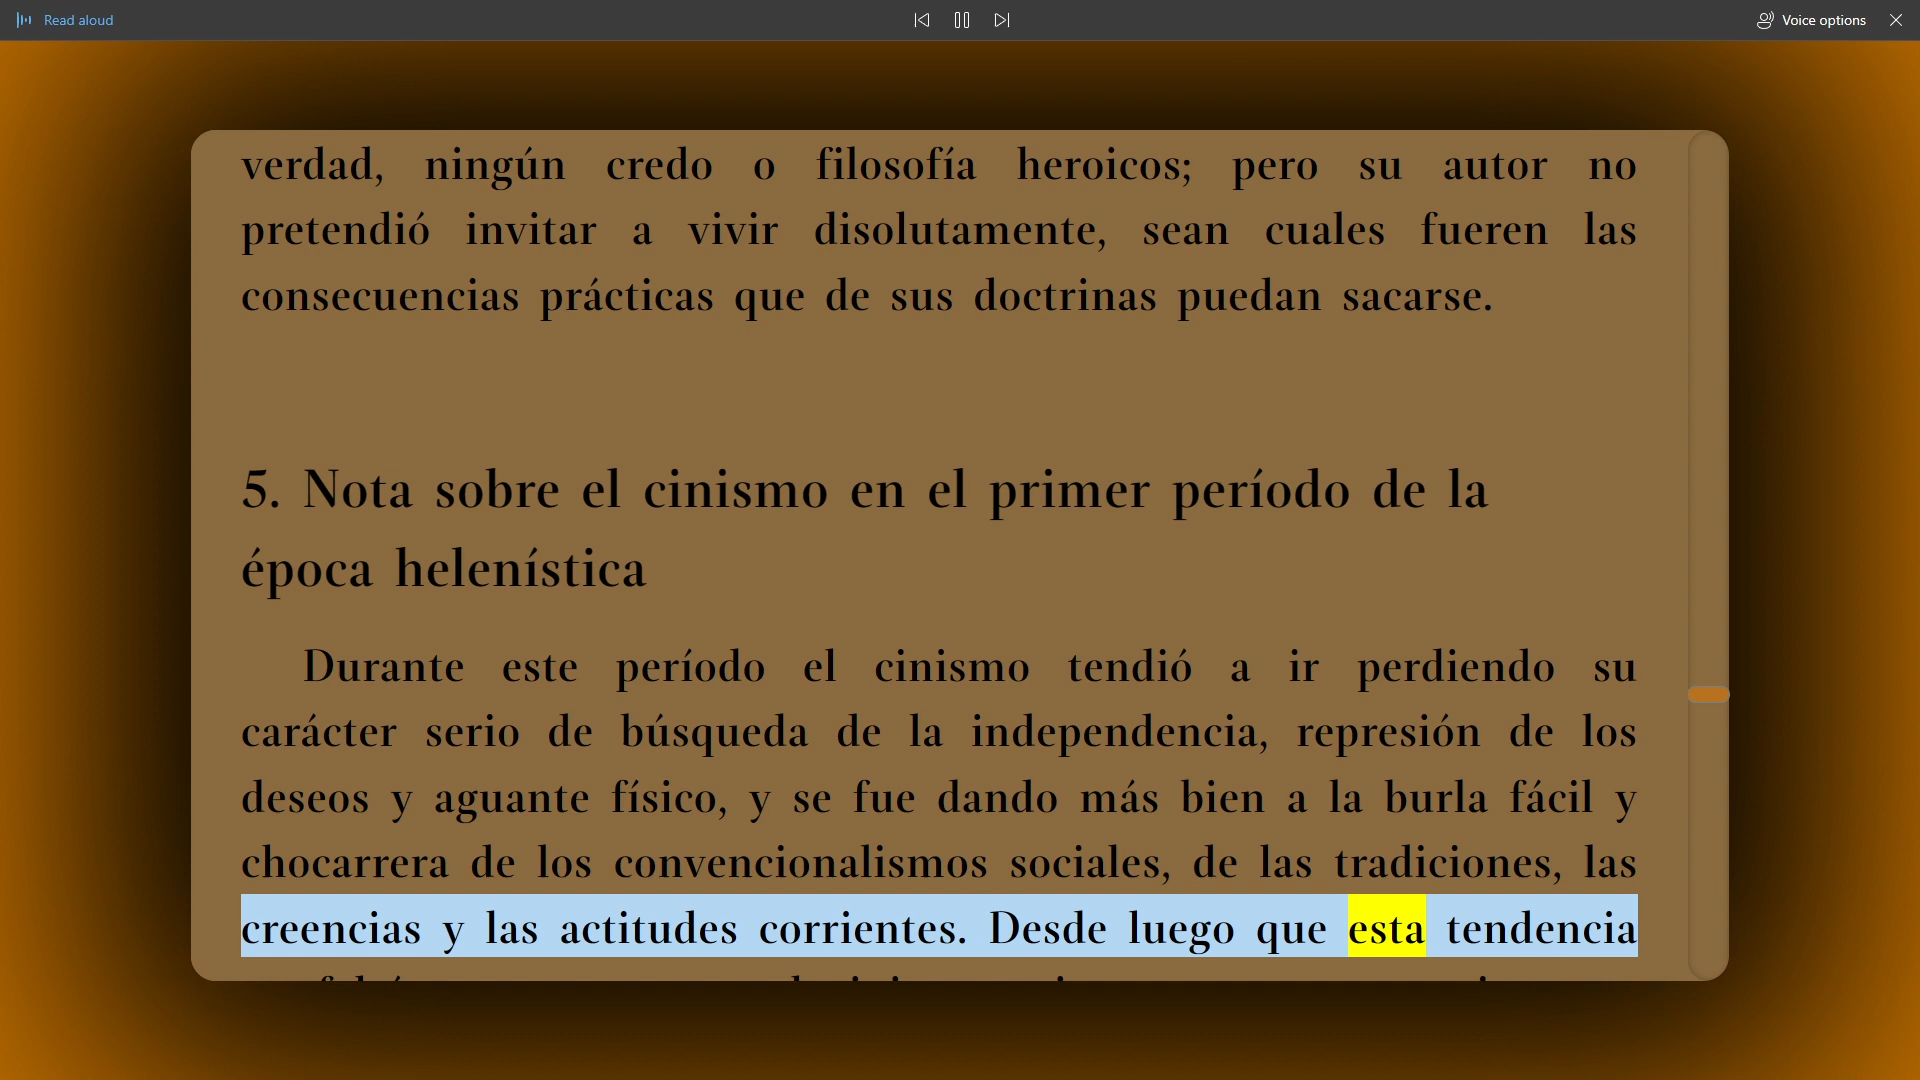 Read aloud
Voice options
verdad, ningún credo o filosofía heroicos; pero su autor no
pretendió invitar a vivir disolutamente, sean cuales fueren las
consecuencias prácticas que de sus doctrinas puedan sacarse.
5. Nota sobre el cinismo en el primer período de la
época helenística
Durante este período el cinismo tendió a ir perdiendo su
carácter serio de búsqueda de la independencia, represión de los
deseos y aguante físico, y se fue dando más bien a la burla fácil y
chocarrera de los convencionalismos sociales, de las tradiciones, las
creencias y las actitudes corrientes. Desde luego que esta tendencia